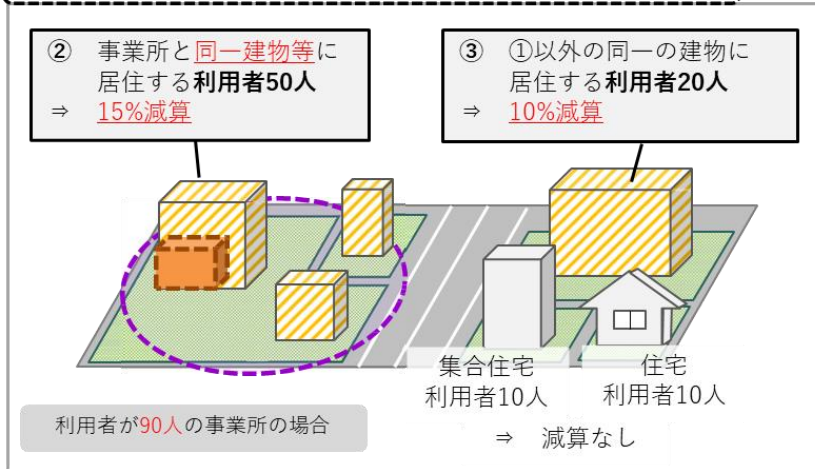 ② 事業所と同一建物等に
居住する利用者50人
⇒ 15%減算
③ ①以外の同一の建物に
居住する利用者20人
⇒ 10%減算
集合住宅
利用者10人
住宅
利用者10人
⇒ 減算なし
利用者が90人の事業所の場合